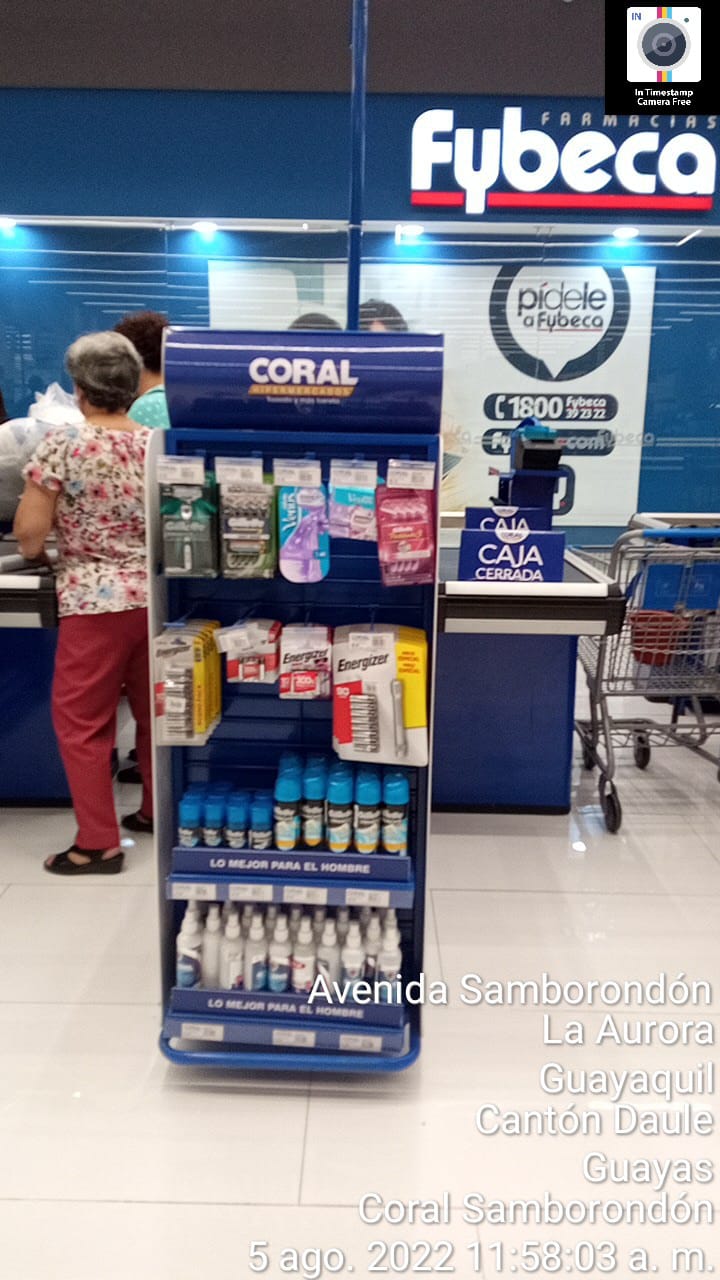 IN
In Timestamp
Camera Free
FARMACIAS
Fybeca
pídele
a Fybeca
1800 Fybeca
39 23 22
CORAL
HIPERMERCADOS
CAJA
CORAL
CAJA
CERRADA
Venus
Energizer
Energizer
LO MEJOR PARA EL HOMBRE
LO MEJOR PARA EL HOMBRE
Avenida Samborondón
La Aurora
Guayaquil
Cantón Daule
Guayas
Coral Samborondón
5 ago. 2022 11:58:03 a. m.